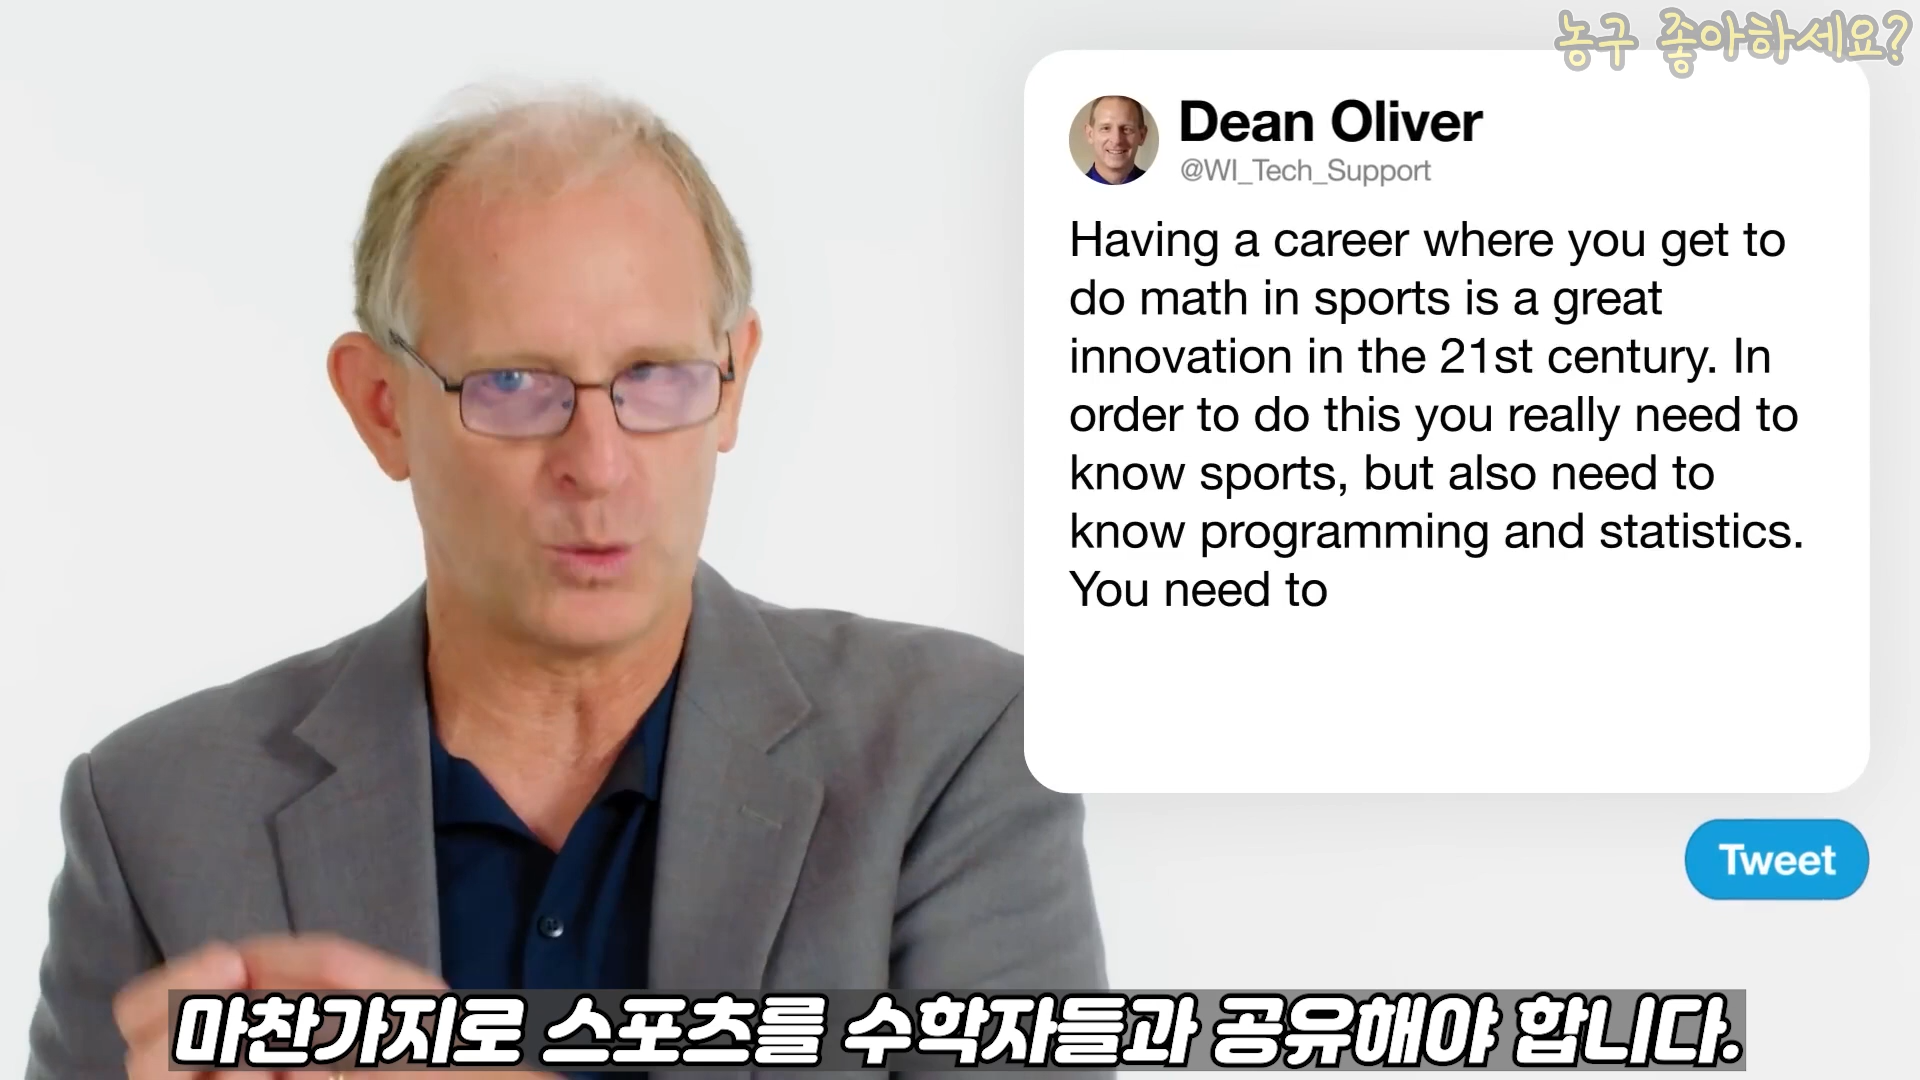 농구 좋아하세요?
Dean Oliver
@WI_Tech_Support
Having a career where you get to
do math in sports is a great
innovation in the 21st century. In
order to do this you really need to
know sports, but also need to
know programming and statistics.
You need to
Tweet
마찬가지로 스포츠를 수학자들과 공유해야 합니다.